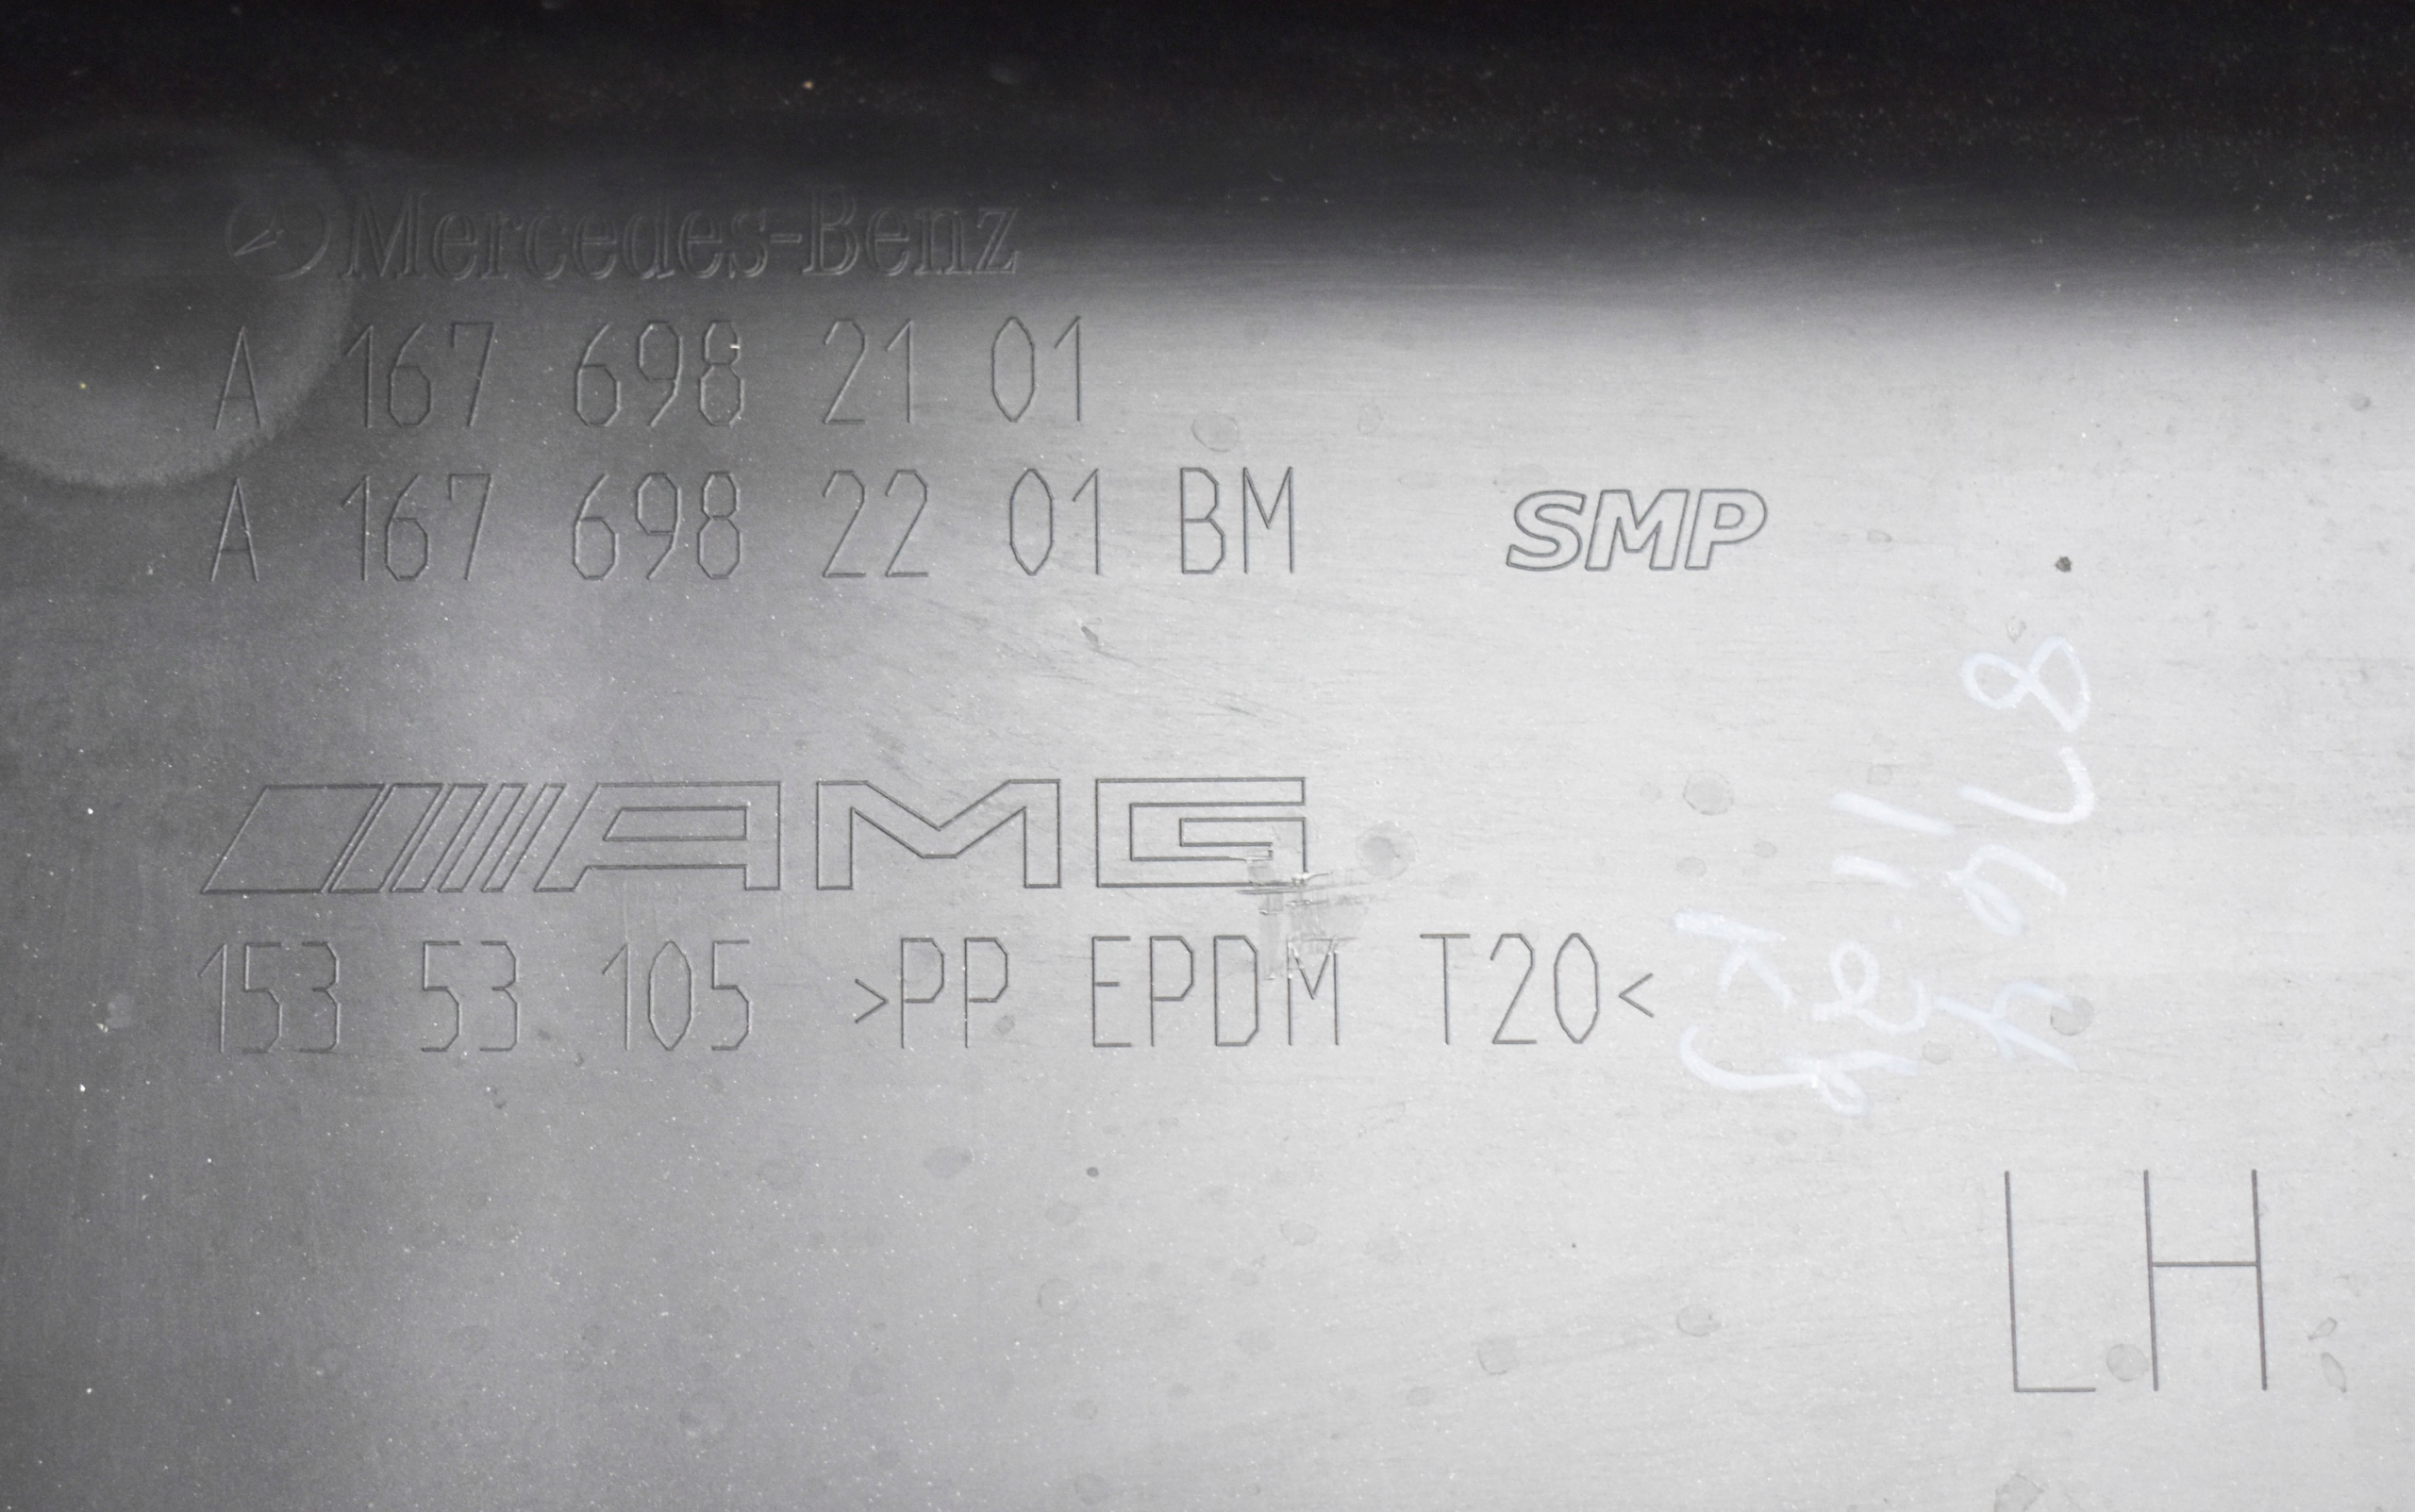 Mercedes-Benz
A 167 698 21 01
A 167 698 22 01 BM
SMP
AMG
153 53 105 >PP EPDM T20<
LH